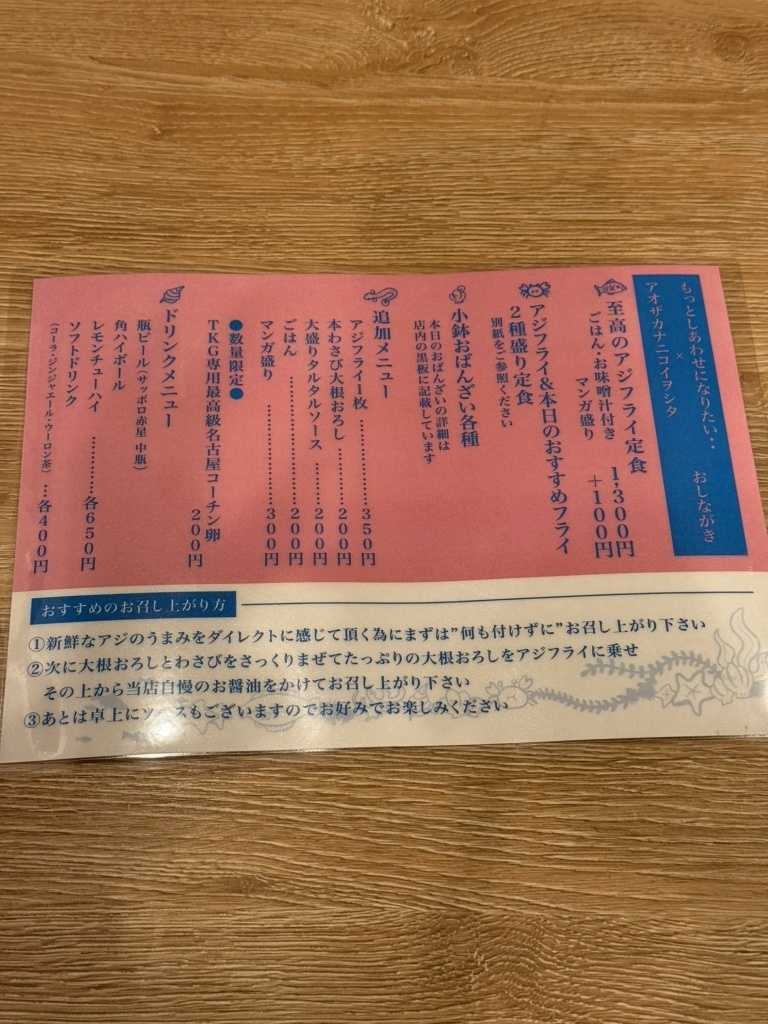 もっとしあわせになりたい‥ おしながき
×
アオザカナニコイヲシタ
至高のアジフライ定食 1,300円
ごはん・お味噌汁付き
マンガ盛り +100円
アジフライ&本日のおすすめフライ
2種盛り定食
別紙をご参照ください
小鉢おばんざい各種
本日のおばんざいの詳細は
店内の黒板に記載しています
追加メニュー
アジフライ1枚 ………… 350円
本わさび大根おろし …… 200円
大盛りタルタルソース …… 200円
ごはん ………… 200円
マンガ盛り ………… 300円
●数量限定●
TKG専用最高級名古屋コーチン卵
200円
ドリンクメニュー
瓶ビール(サッポロ赤星 中瓶)
角ハイボール
レモンチューハイ ………… 各650円
ソフトドリンク
(コーラ・ジンジャエール・ウーロン茶) … 各400円
おすすめのお召し上がり方
①新鮮なアジのうまみをダイレクトに感じて頂く為にまずは”何も付けずに”お召し上がり下さい
②次に大根おろしとわさびをさっくりまぜてたっぷりの大根おろしをアジフライに乗せ
その上から当店自慢のお醤油をかけてお召し上がり下さい
③あとは卓上にソースもございますのでお好みでお楽しみください